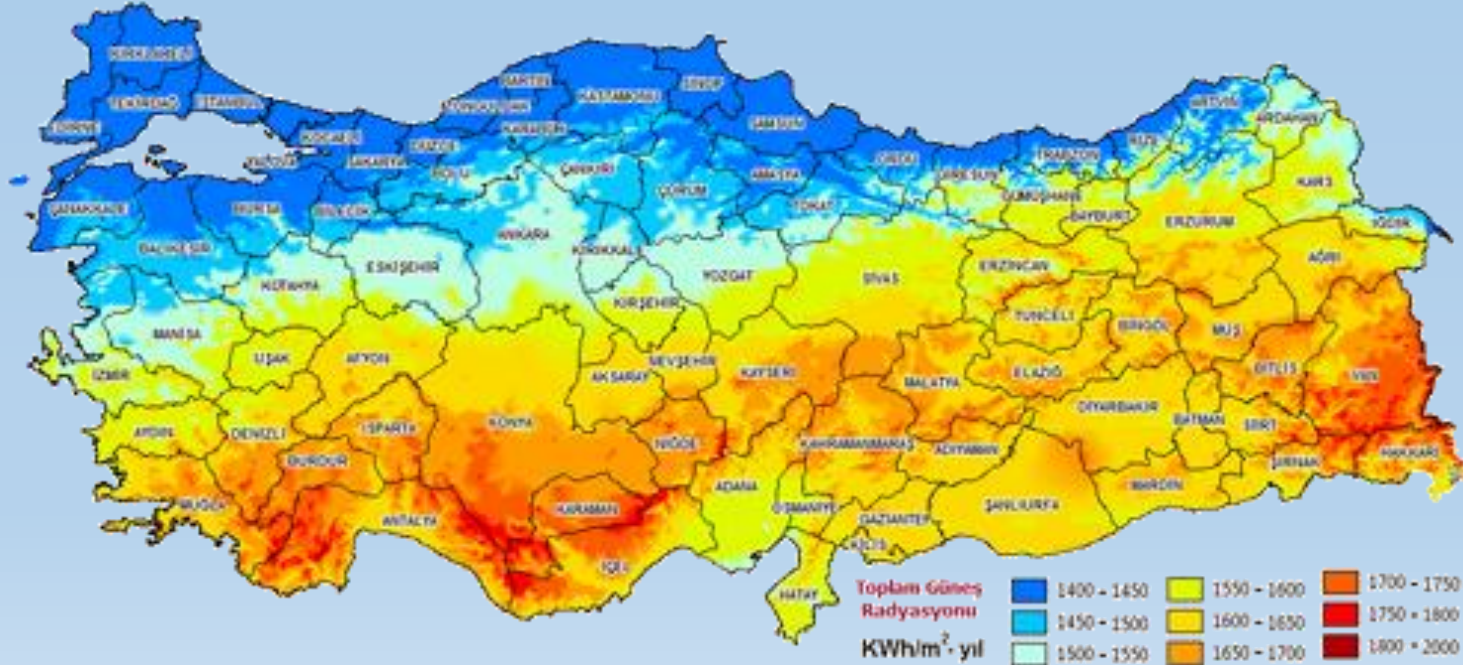 KIRKLARELİ
TEKİRDAĞ
İSTANBUL
EDİRNE
KOCAELİ
YALOVA
SAKARYA
DÜZCE
BOLU
ZONGULDAK
BARTIN
KARABÜK
KASTAMONU
SİNOP
SAMSUN
ÇANKIRI
ÇORUM
AMASYA
TOKAT
ORDU
GİRESUN
TRABZON
RİZE
ARTVİN
ARDAHAN
GÜMÜŞHANE
BAYBURT
ERZURUM
KARS
IĞDIR
AĞRI
ÇANAKKALE
BALIKESİR
BURSA
BİLECİK
ESKİŞEHİR
KÜTAHYA
ANKARA
KIRIKKALE
KIRŞEHİR
YOZGAT
SİVAS
ERZİNCAN
TUNCELİ
BİNGÖL
MUŞ
MANİSA
İZMİR
UŞAK
AFYON
AKSARAY
NEVŞEHİR
KAYSERİ
MALATYA
ELAZIĞ
BİTLİS
VAN
AYDIN
DENİZLİ
ISPARTA
BURDUR
KONYA
NİĞDE
KAHRAMANMARAŞ
ADIYAMAN
DİYARBAKIR
BATMAN
SİİRT
ŞIRNAK
HAKKARİ
MARDİN
MUĞLA
ANTALYA
KARAMAN
İÇEL
ADANA
OSMANİYE
GAZİANTEP
KİLİS
ŞANLIURFA
HATAY
Toplam Güneş
Radyasyonu
KWh/m²- yıl
1400 - 1450
1450 - 1500
1500 - 1550
1550 - 1600
1600 - 1650
1650 - 1700
1700 - 1750
1750 - 1800
1800 - 2000